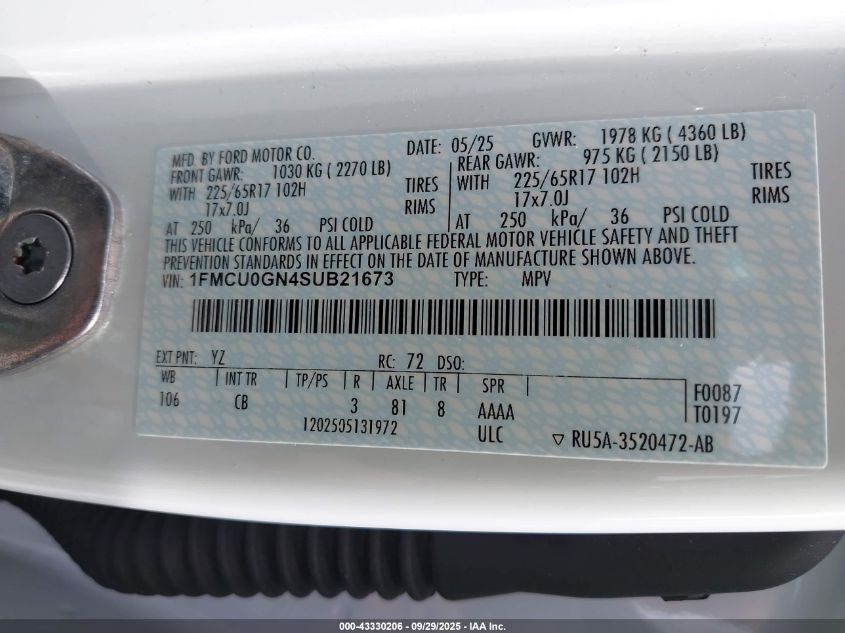 MFD. BY FORD MOTOR CO. DATE: 05/25 GVWR: 1978 KG ( 4360 LB)
FRONT GAWR: 1030 KG ( 2270 LB) REAR GAWR: 975 KG ( 2150 LB)
WITH 225/65R17 102H TIRES WITH 225/65R17 102H TIRES
17x7.0J RIMS 17x7.0J RIMS
AT 250 kPa/ 36 PSI COLD AT 250 kPa/ 36 PSI COLD
THIS VEHICLE CONFORMS TO ALL APPLICABLE FEDERAL MOTOR VEHICLE SAFETY AND THEFT
PREVENTION STANDARDS IN EFFECT ON THE DATE OF MANUFACTURE SHOWN ABOVE.
VIN: 1FMCU0GN4SUB21673 TYPE: MPV
EXT PNT: YZ RC: 72 DSO:
WB INT TR TP/PS R AXLE TR SPR F0087
106 CB 3 81 8 AAAA T0197
1202505131972 ULC ▽ RU5A-3520472-AB
000-43330206 - 09/29/2025 - IAA Inc.